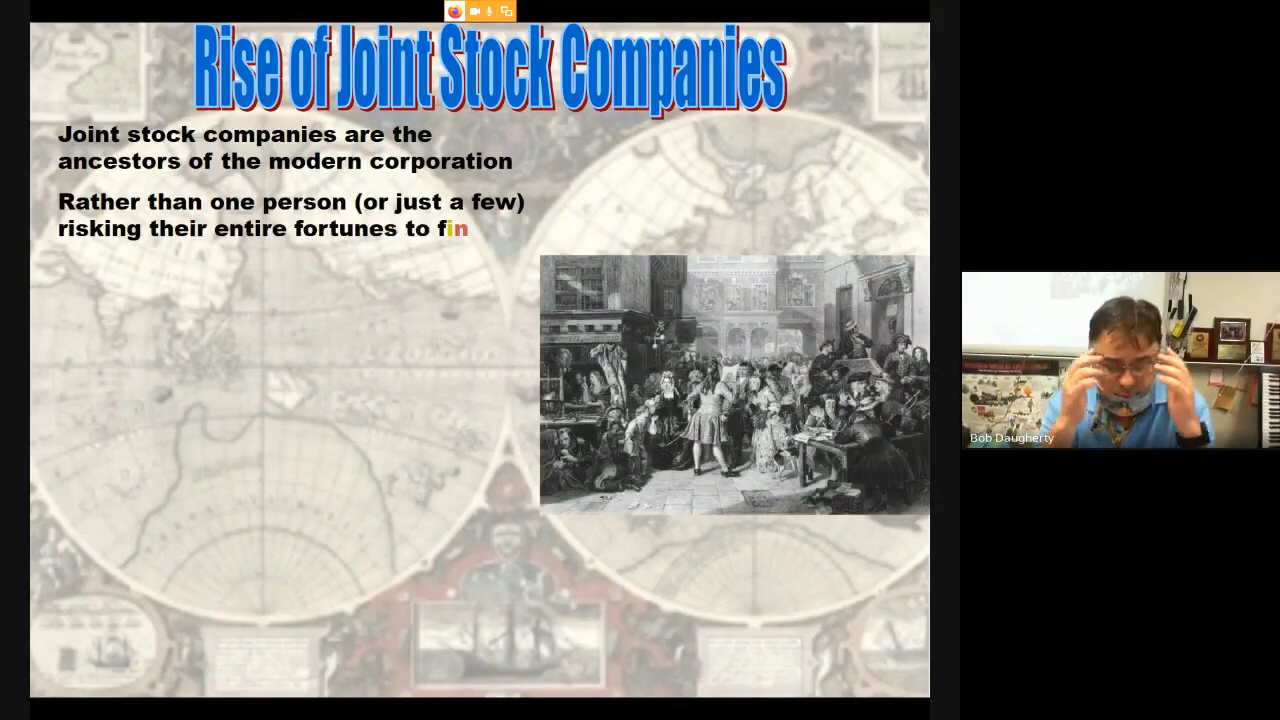 Rise of Joint Stock Companies
Joint stock companies are the
ancestors of the modern corporation
Rather than one person (or just a few)
risking their entire fortunes to fin
Bob Daugherty